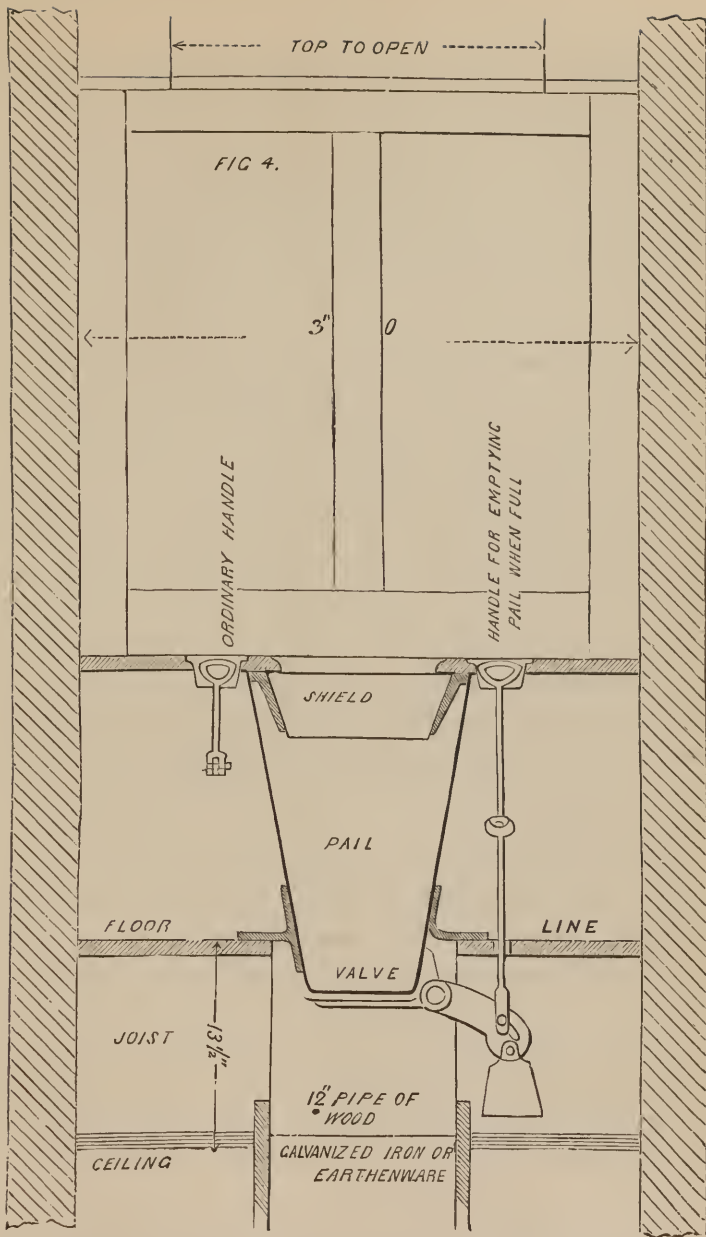 TOP TO OPEN
FIG 4.
3" 0
ORDINARY HANDLE
HANDLE FOR EMPTYING
PAIL WHEN FULL
SHIELD
PAIL
FLOOR LINE
VALVE
JOIST
13½"
12" PIPE OF
WOOD
CEILING
GALVANIZED IRON OR
EARTHENWARE